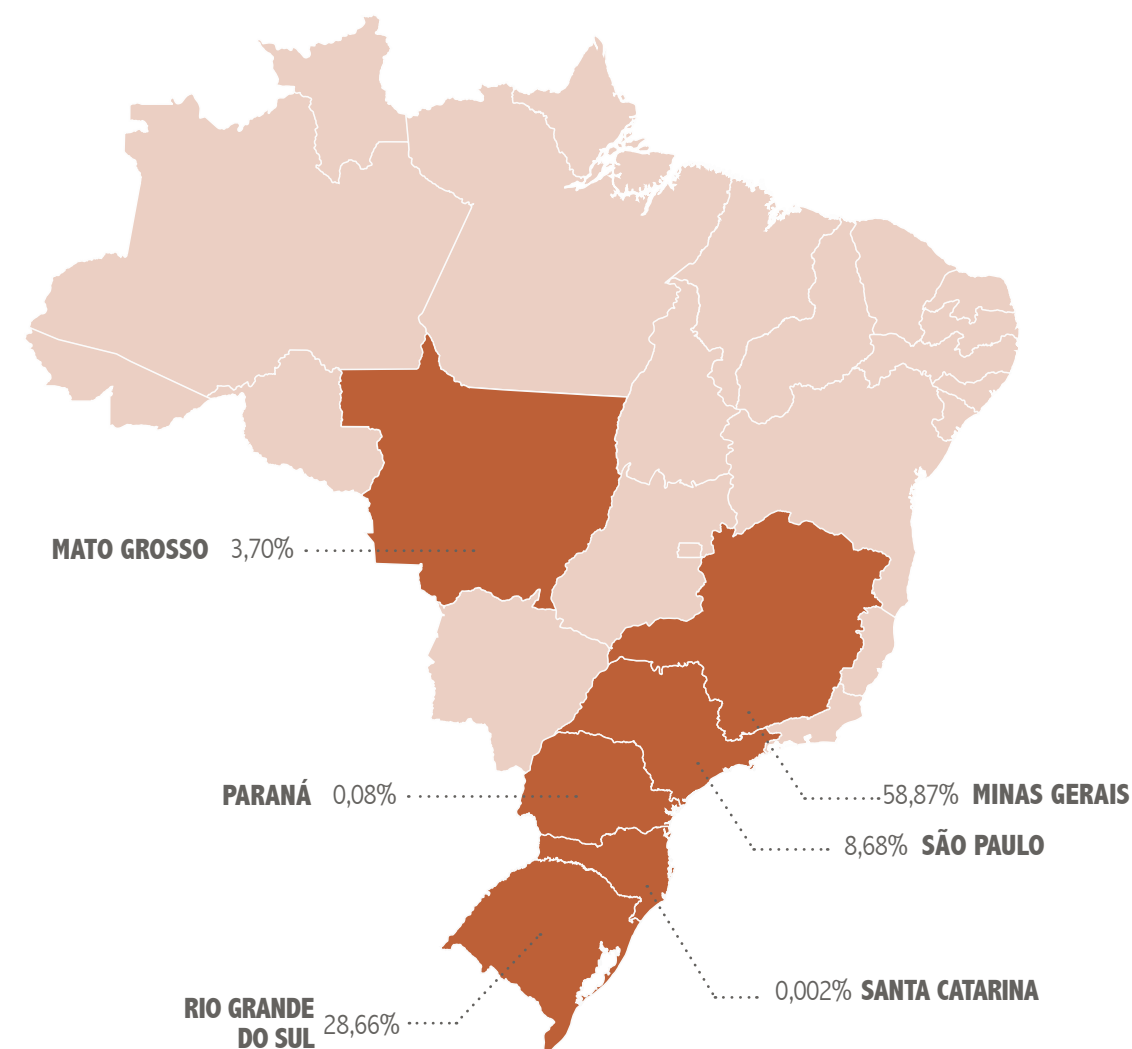 MATO GROSSO 3,70%
PARANÁ 0,08%
58,87% MINAS GERAIS
8,68% SÃO PAULO
0,002% SANTA CATARINA
RIO GRANDE
DO SUL 28,66%